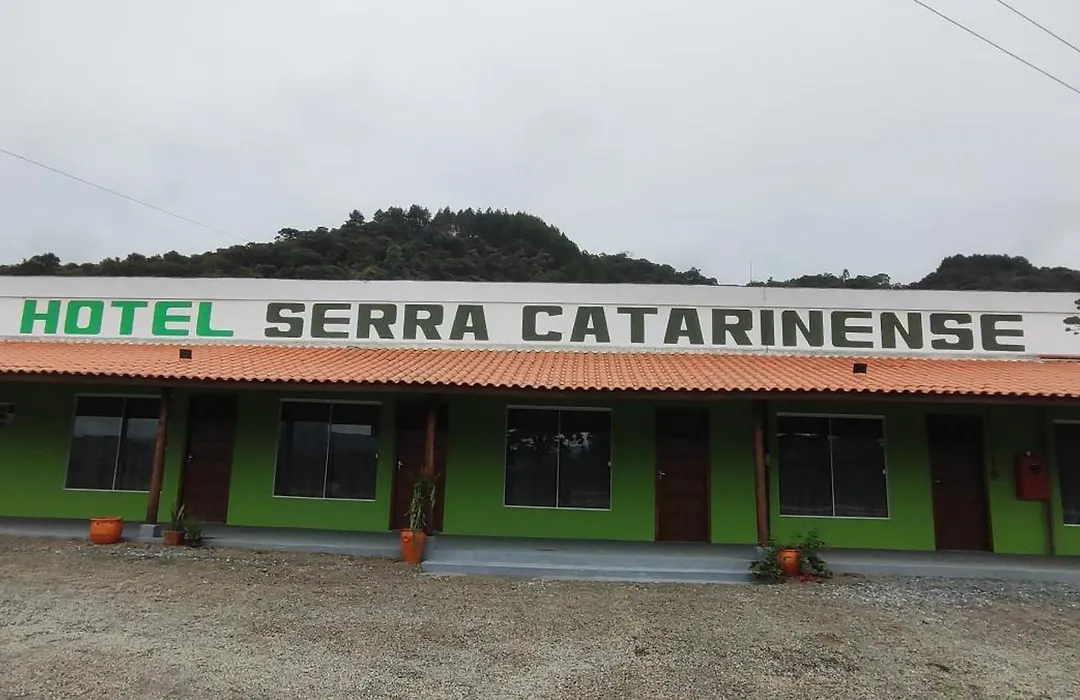 HOTEL SERRA CATARINENSE